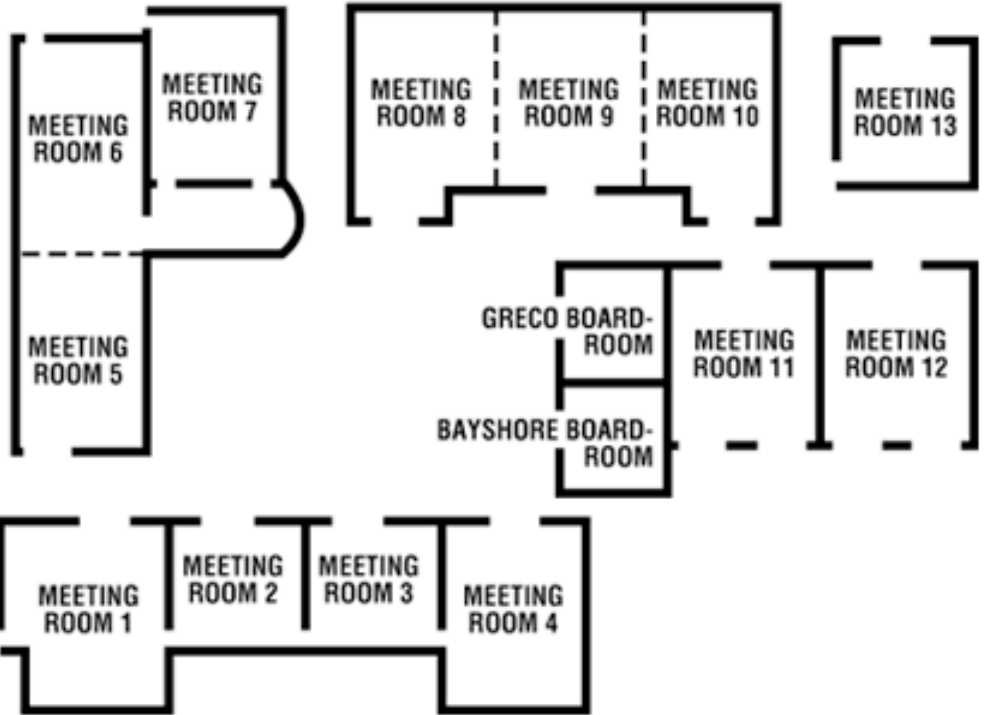 MEETING
ROOM 6
MEETING
ROOM 7
MEETING
ROOM 8
MEETING
ROOM 9
MEETING
ROOM 10
MEETING
ROOM 13
MEETING
ROOM 5
GRECO BOARD-
ROOM
BAYSHORE BOARD-
ROOM
MEETING
ROOM 11
MEETING
ROOM 12
MEETING
ROOM 1
MEETING
ROOM 2
MEETING
ROOM 3
MEETING
ROOM 4